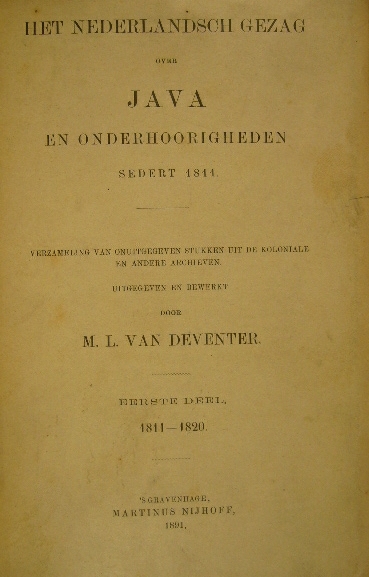 HET NEDERLANDSCH GEZAG
OVER
JAVA
EN ONDERHOORIGHEDEN
SEDERT 1811.
VERZAMELING VAN ONUITGEGEVEN STUKKEN UIT DE KOLONIALE
EN ANDERE ARCHIEVEN.
UITGEGEVEN EN BEWERKT
DOOR
M. L. VAN DEVENTER.
EERSTE DEEL,
1811—1820.
'SGRAVENHAGE,
MARTINUS NIJHOFF,
1891,